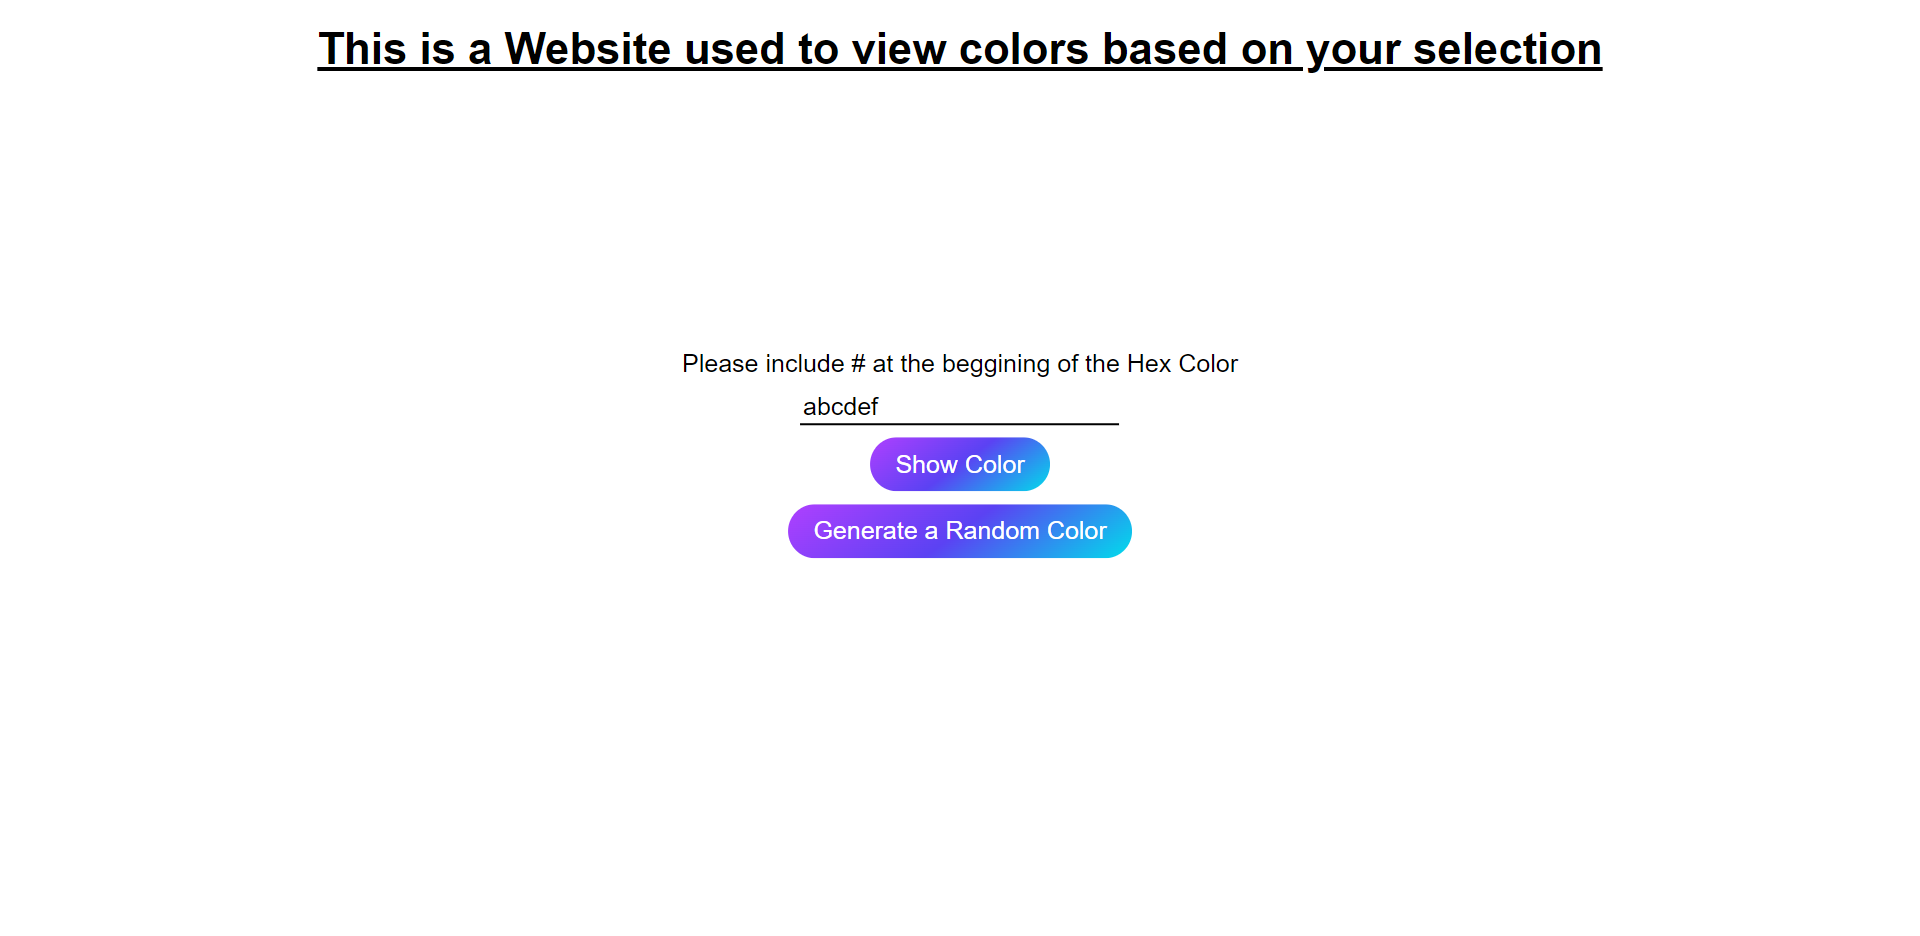 This is a Website used to view colors based on your selection
Please include # at the beggining of the Hex Color
abcdef
Show Color
Generate a Random Color